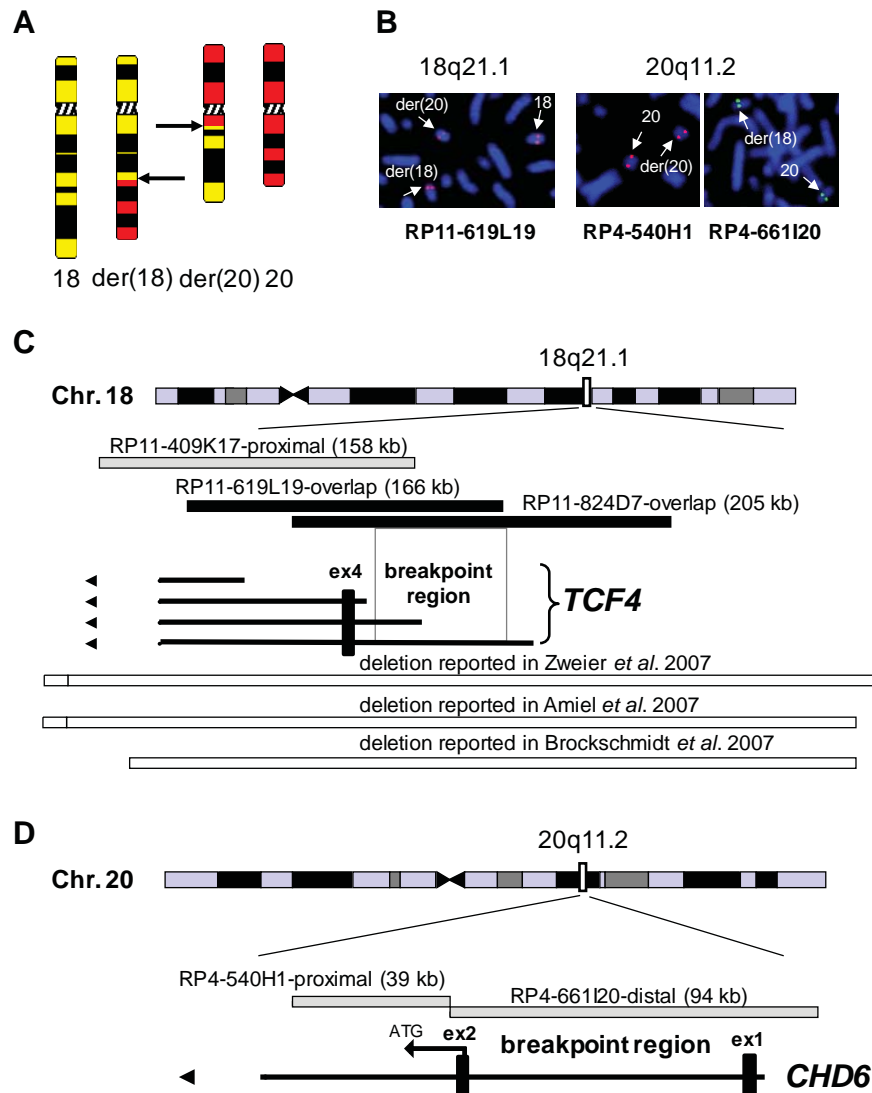 A
18 der(18) der(20) 20
B
18q21.1 20q11.2
der(20) 18 der(18)
20 der(20)
der(18) 20
RP11-619L19 RP4-540H1 RP4-661I20
C
18q21.1
Chr. 18
RP11-409K17-proximal (158 kb)
RP11-619L19-overlap (166 kb)
RP11-824D7-overlap (205 kb)
ex4 breakpoint region
TCF4
deletion reported in Zweier et al. 2007
deletion reported in Amiel et al. 2007
deletion reported in Brockschmidt et al. 2007
D
20q11.2
Chr. 20
RP4-540H1-proximal (39 kb)
RP4-661I20-distal (94 kb)
ATG ex2 breakpoint region ex1
CHD6